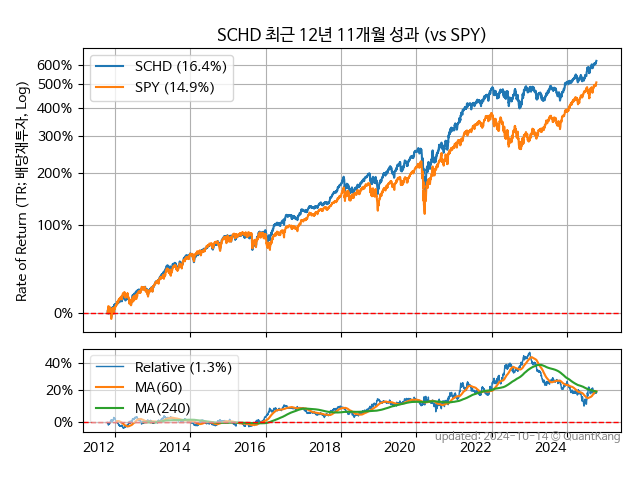 SCHD 최근 12년 11개월 성과 (vs SPY)
Rate of Return (TR; 배당재투자, Log)
600%
500%
400%
300%
200%
100%
0%
SCHD (16.4%)
SPY (14.9%)
40%
20%
0%
Relative (1.3%)
MA(60)
MA(240)
2012 2014 2016 2018 2020 2022 2024
updated: 2024-10-14 © QuantKang